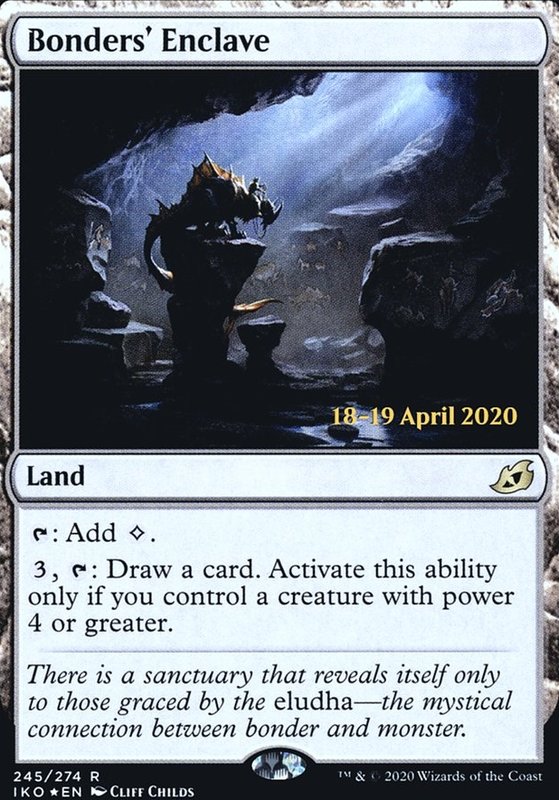 Bonders' Enclave
18–19 April 2020
Land
: Add .
3, : Draw a card. Activate this ability
only if you control a creature with power
4 or greater.
There is a sanctuary that reveals itself only
to those graced by the eludha—the mystical
connection between bonder and monster.
245/274 R
IKO★EN Cliff Childs
™ & © 2020 Wizards of the Coast